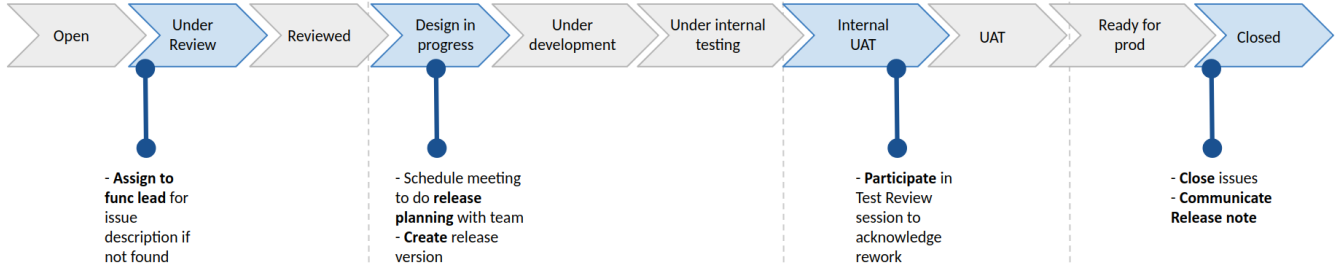 Open
Under
Review
Reviewed
Design in
progress
Under
development
Under internal
testing
Internal
UAT
UAT
Ready for
prod
Closed
- Assign to
func lead for
issue
description if
not found
- Schedule meeting
to do release
planning with team
- Create release
version
- Participate in
Test Review
session to
acknowledge
rework
- Close issues
- Communicate
Release note